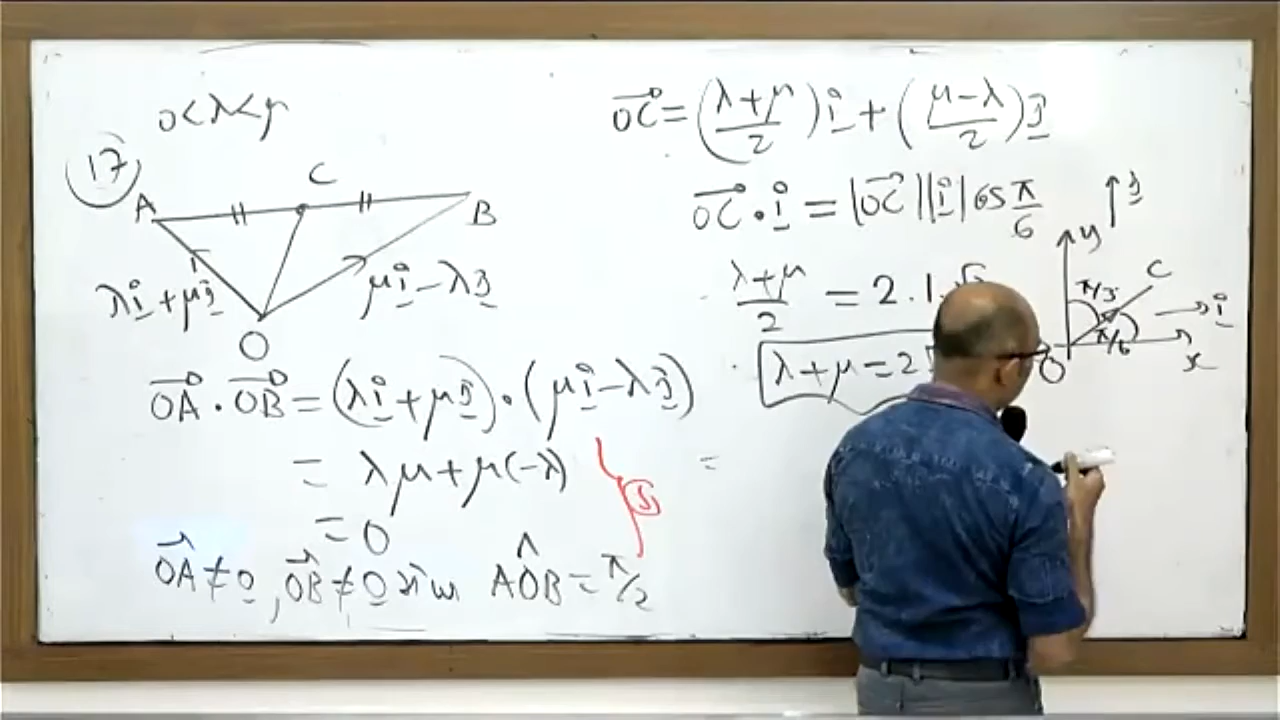 0<λ<μ
17
A
C
B
λi+μj
μi-λj
O
OA·OB=(λi+μj)·(μi-λj)
= λμ+μ(-λ)
= 0
OA≠0, OB≠0 AÔB=π/2
5
OC=(λ+μ/2)i+(μ-λ/2)j
OC·i=|OC||i|cos π/6
λ+μ/2 = 2.1.
λ+μ=2
=
j
y
C
π/3
i
π/6
x
O